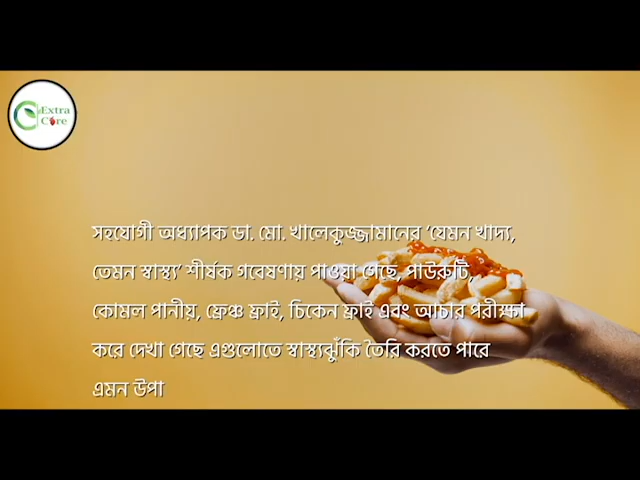 Extra
Care
সহযোগী অধ্যাপক ডা. মো. খালেকুজ্জামানের ‘যেমন খাদ্য,
তেমন স্বাস্থ্য’ শীর্ষক গবেষণায় পাওয়া গেছে, পাউরুটি,
কোমল পানীয়, ফ্রেঞ্চ ফ্রাই, চিকেন ফ্রাই এবং আচার পরীক্ষা
করে দেখা গেছে এগুলোতে স্বাস্থ্যঝুঁকি তৈরি করতে পারে
এমন উপা